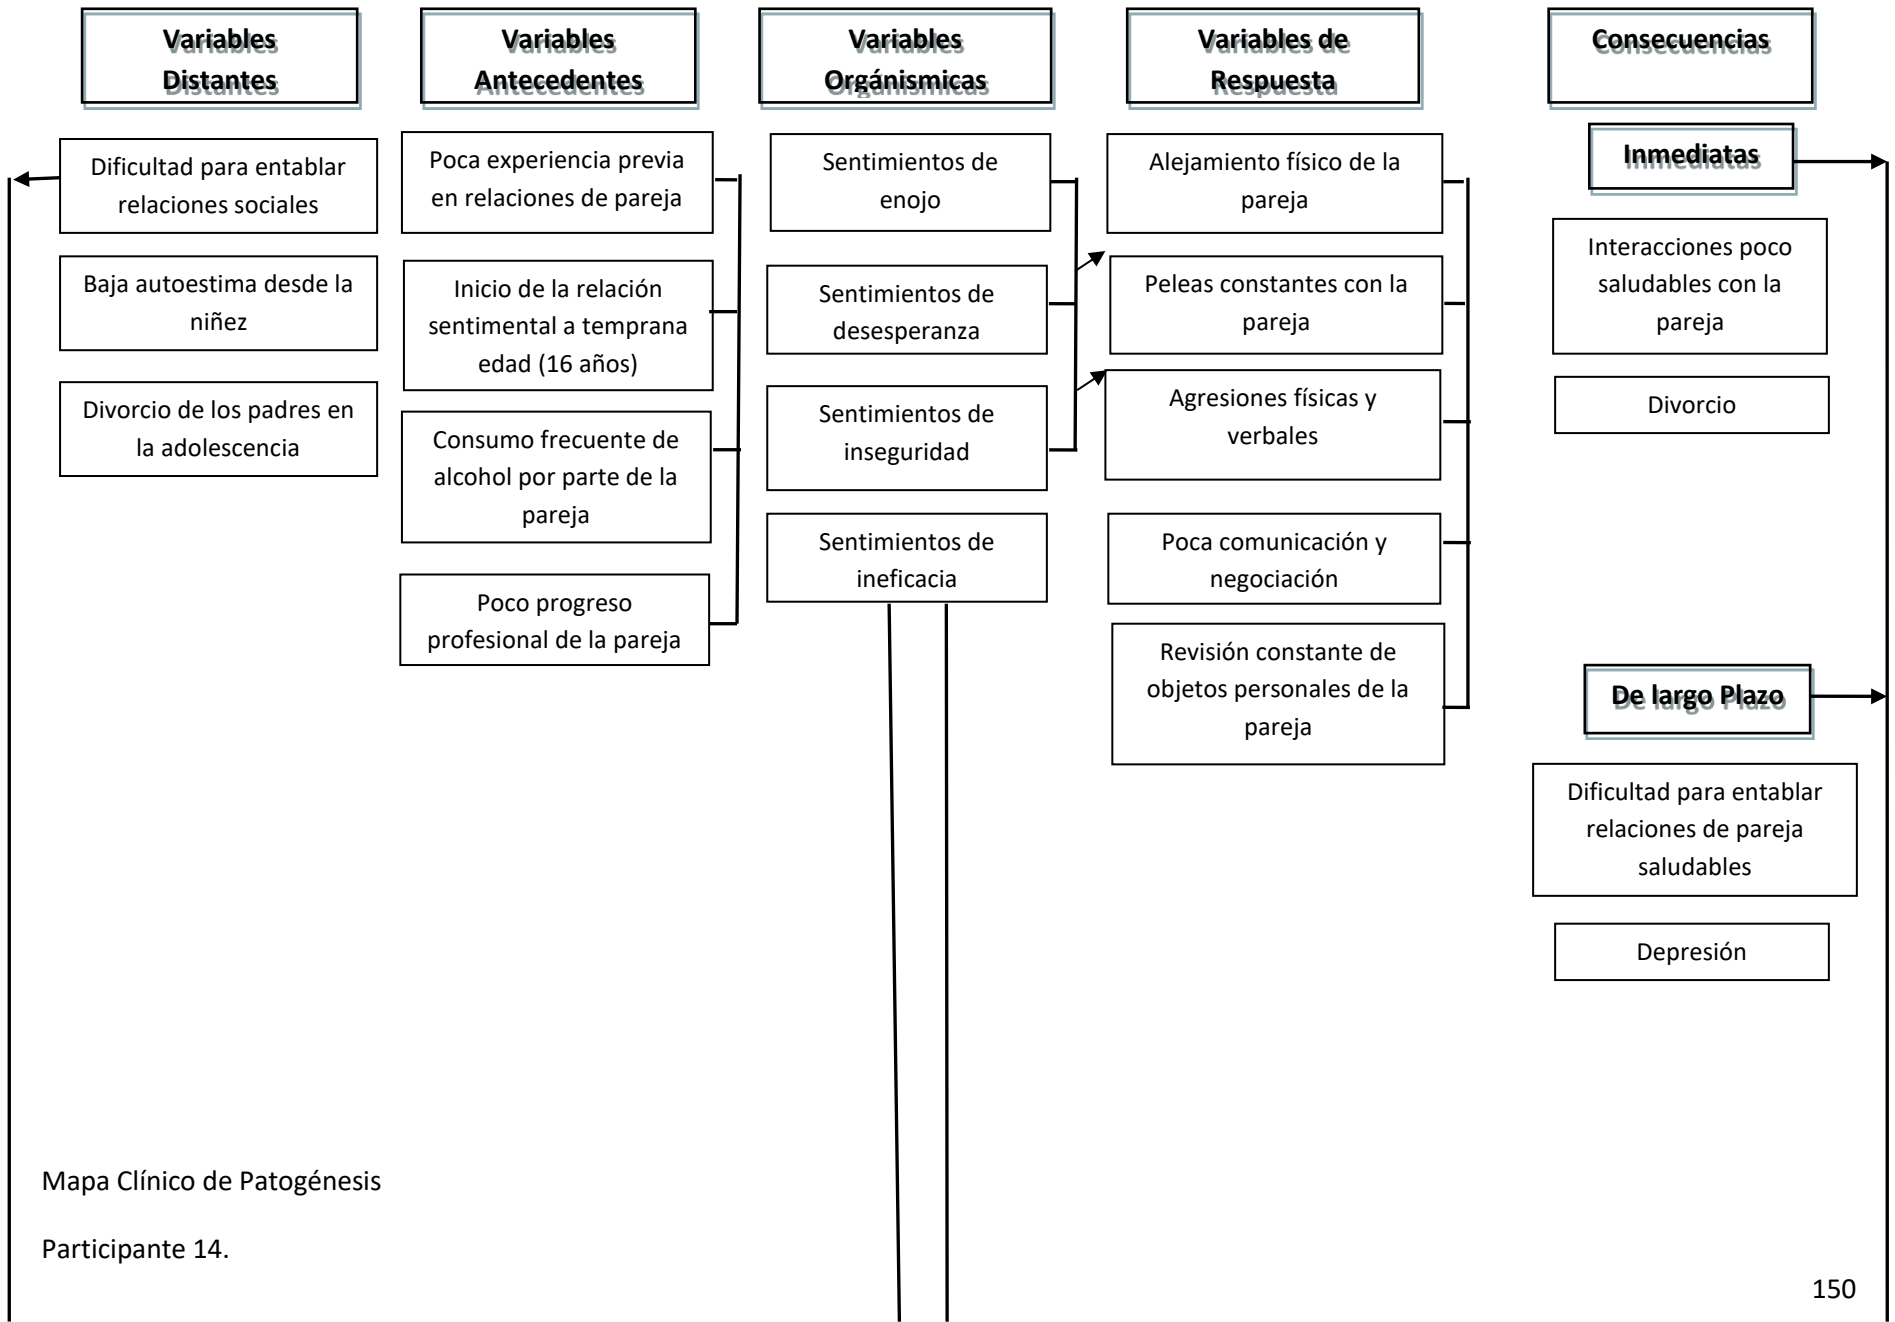 Variables
Distantes
Dificultad para entablar
relaciones sociales
Baja autoestima desde la
niñez
Divorcio de los padres en
la adolescencia
Variables
Antecedentes
Poca experiencia previa
en relaciones de pareja
Inicio de la relación
sentimental a temprana
edad (16 años)
Consumo frecuente de
alcohol por parte de la
pareja
Poco progreso
profesional de la pareja
Variables
Orgánismicas
Sentimientos de
enojo
Sentimientos de
desesperanza
Sentimientos de
inseguridad
Sentimientos de
ineficacia
Variables de
Respuesta
Alejamiento físico de la
pareja
Peleas constantes con la
pareja
Agresiones físicas y
verbales
Poca comunicación y
negociación
Revisión constante de
objetos personales de la
pareja
Consecuencias
Inmediatas
Interacciones poco
saludables con la
pareja
Divorcio
De largo Plazo
Dificultad para entablar
relaciones de pareja
saludables
Depresión
Mapa Clínico de Patogénesis
Participante 14.
150